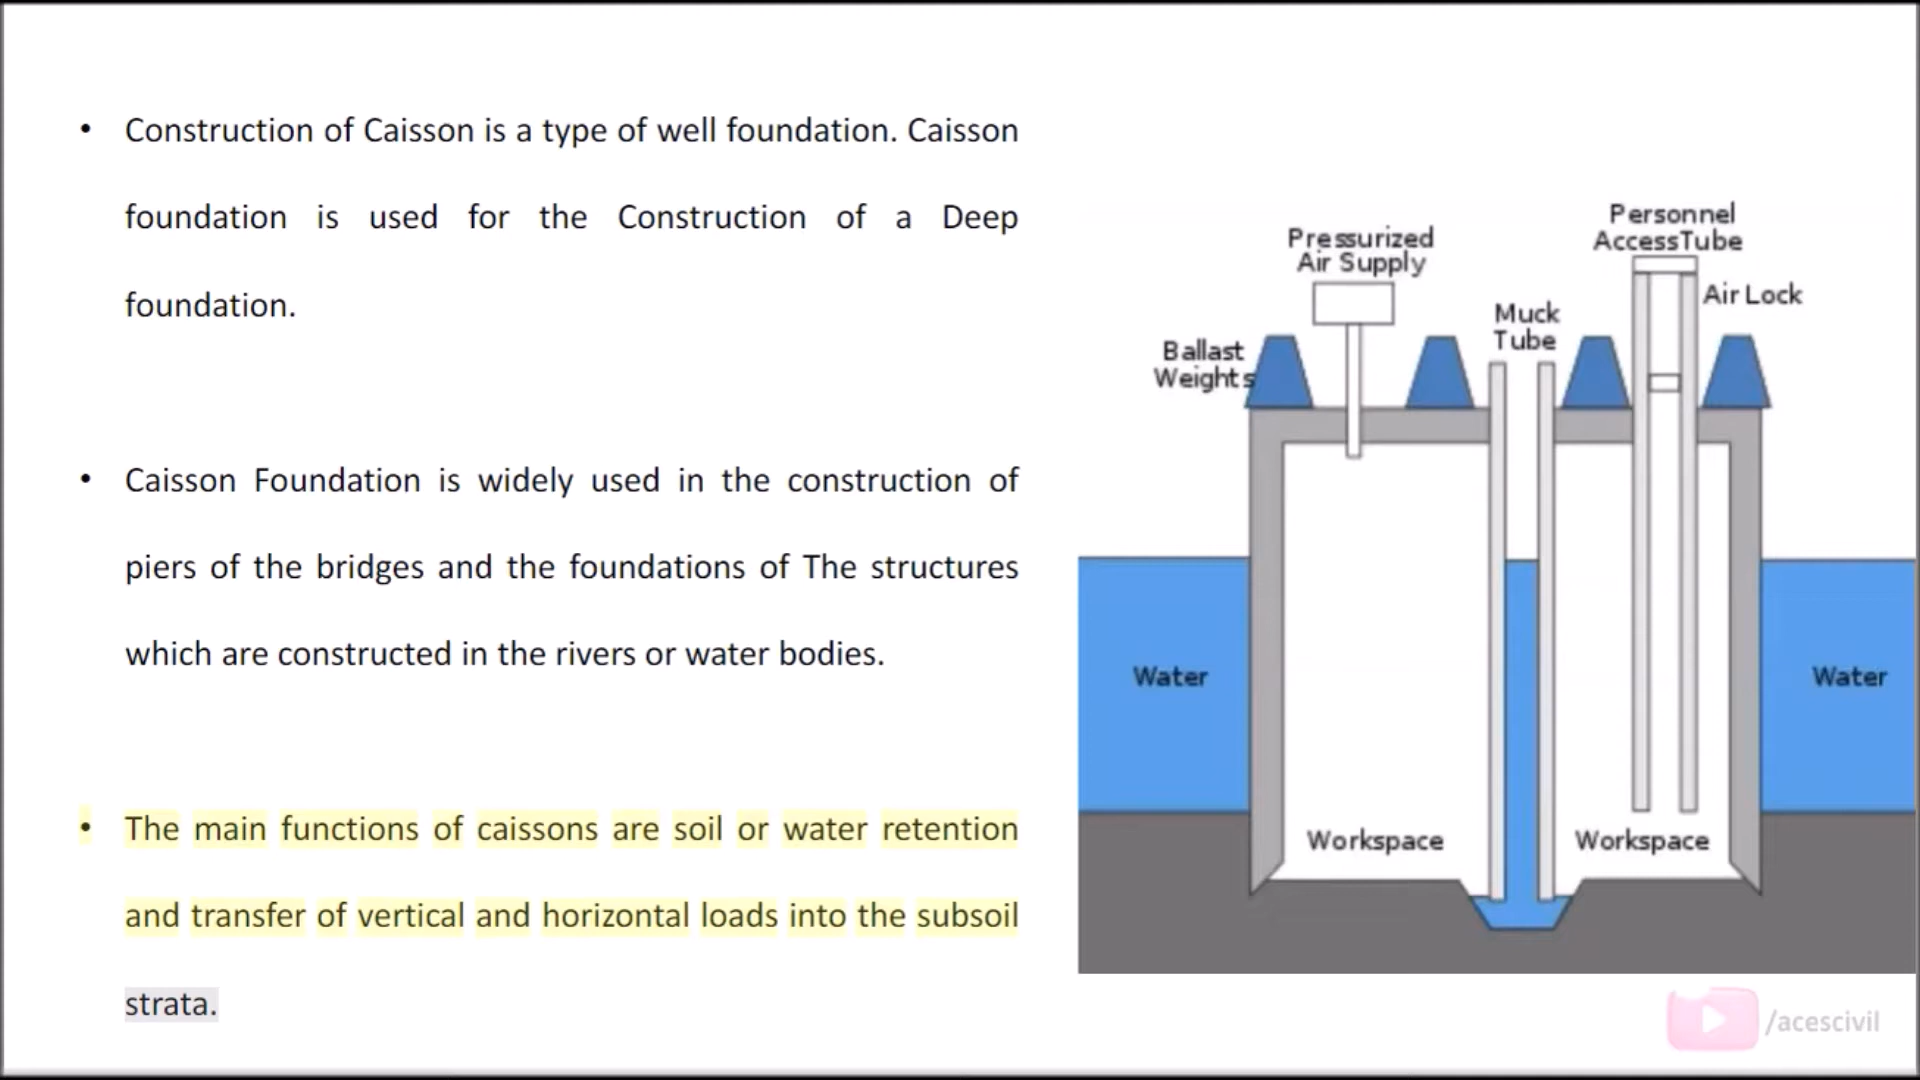 • Construction of Caisson is a type of well foundation. Caisson
foundation is used for the Construction of a Deep
foundation.
• Caisson Foundation is widely used in the construction of
piers of the bridges and the foundations of The structures
which are constructed in the rivers or water bodies.
• The main functions of caissons are soil or water retention
and transfer of vertical and horizontal loads into the subsoil
strata.
Personnel
AccessTube
Pressurized
Air Supply
Air Lock
Muck
Tube
Ballast
Weights
Water
Water
Workspace
Workspace
/acescivil